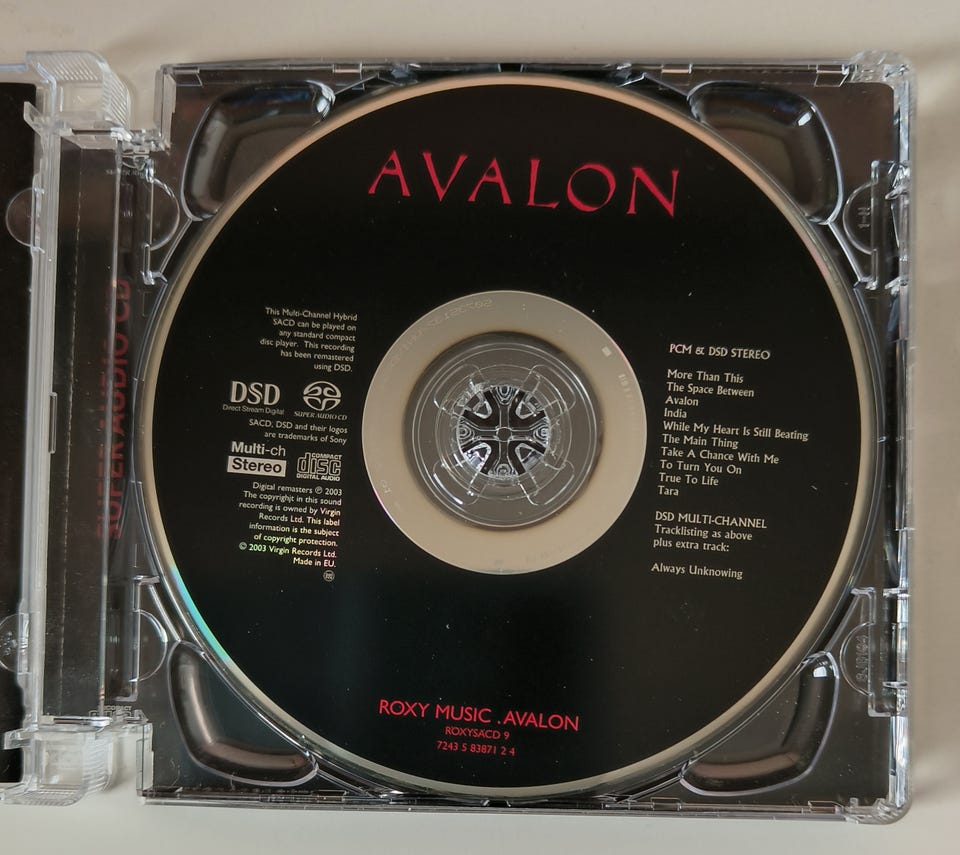 AVALON
This Multi-Channel Hybrid
SACD can be played on
any standard compact
disc player. This recording
has been remastered
using DSD.
DSD
Direct Stream Digital
SUPER AUDIO CD
SACD, DSD and their logos
are trademarks of Sony
Multi-ch
Stereo
COMPACT
disc
DIGITAL AUDIO
Digital remasters ℗ 2003
The copyright in this sound
recording is owned by Virgin
Records Ltd. This label
information is the subject
of copyright protection.
© 2003 Virgin Records Ltd.
Made in EU.
PCM & DSD STEREO
More Than This
The Space Between
Avalon
India
While My Heart Is Still Beating
The Main Thing
Take A Chance With Me
To Turn You On
True To Life
Tara
DSD MULTI-CHANNEL
Tracklisting as above
plus extra track:
Always Unknowing
ROXY MUSIC . AVALON
ROXYSACD 9
7243 5 83871 2 4
SUPER AUDIO CD